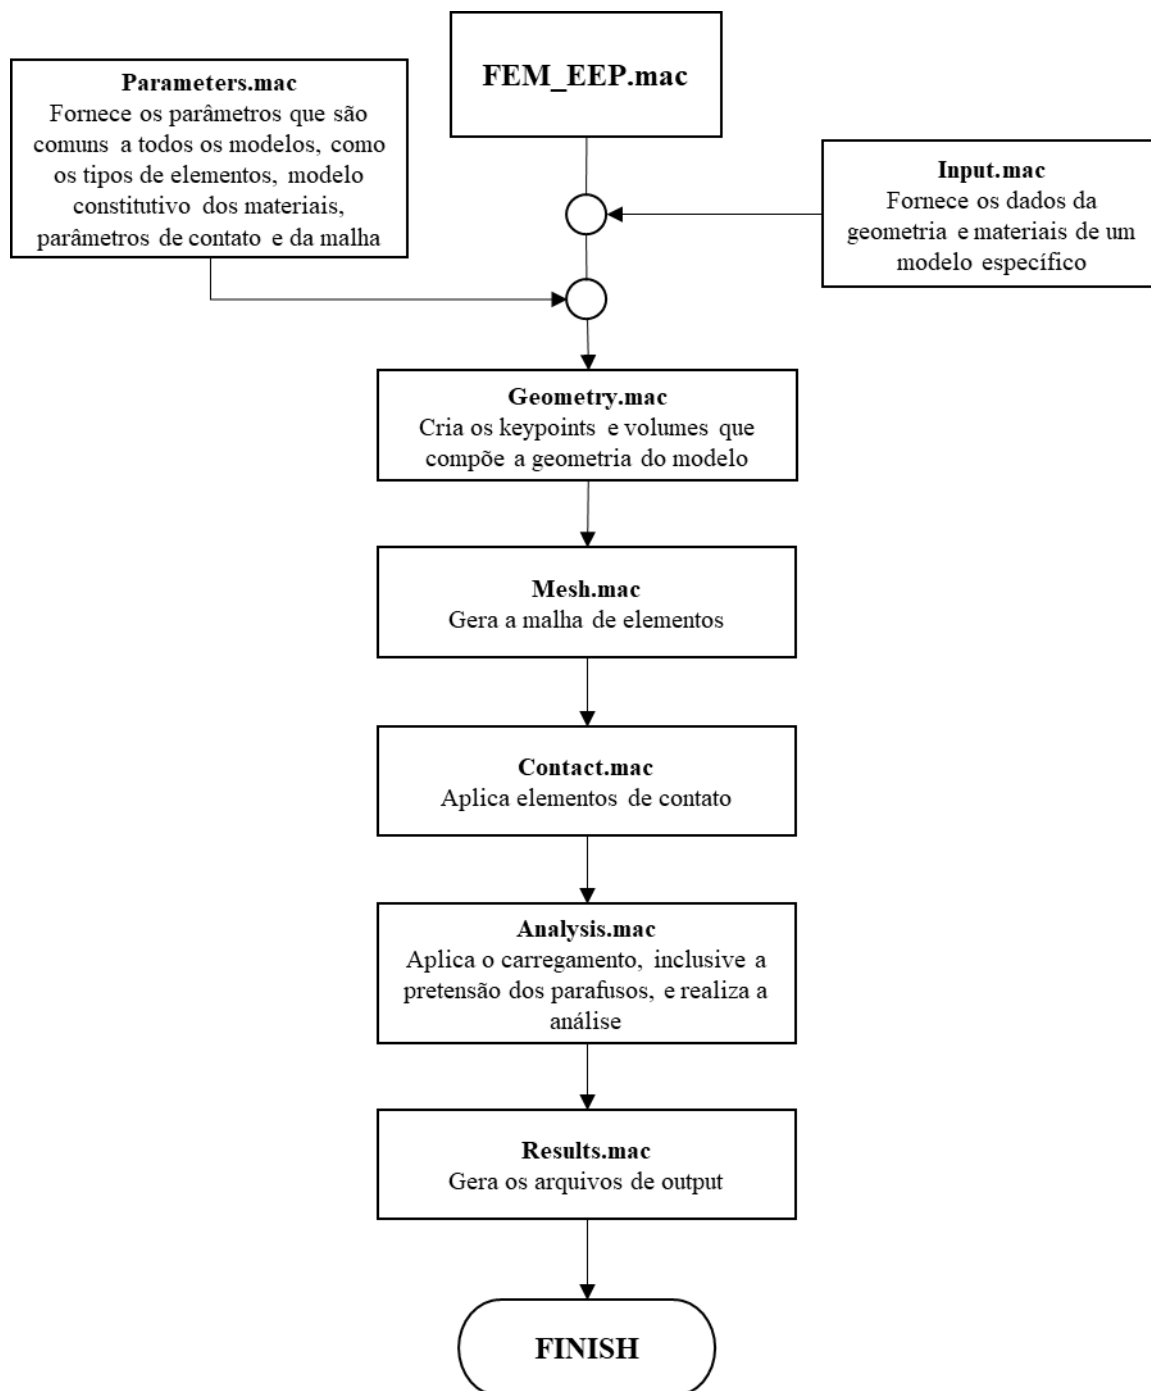 FEM_EEP.mac
Parameters.mac
Fornece os parâmetros que são
comuns a todos os modelos, como
os tipos de elementos, modelo
constitutivo dos materiais,
parâmetros de contato e da malha
Input.mac
Fornece os dados da
geometria e materiais de um
modelo específico
Geometry.mac
Cria os keypoints e volumes que
compõe a geometria do modelo
Mesh.mac
Gera a malha de elementos
Contact.mac
Aplica elementos de contato
Analysis.mac
Aplica o carregamento, inclusive a
pretensão dos parafusos, e realiza a
análise
Results.mac
Gera os arquivos de output
FINISH